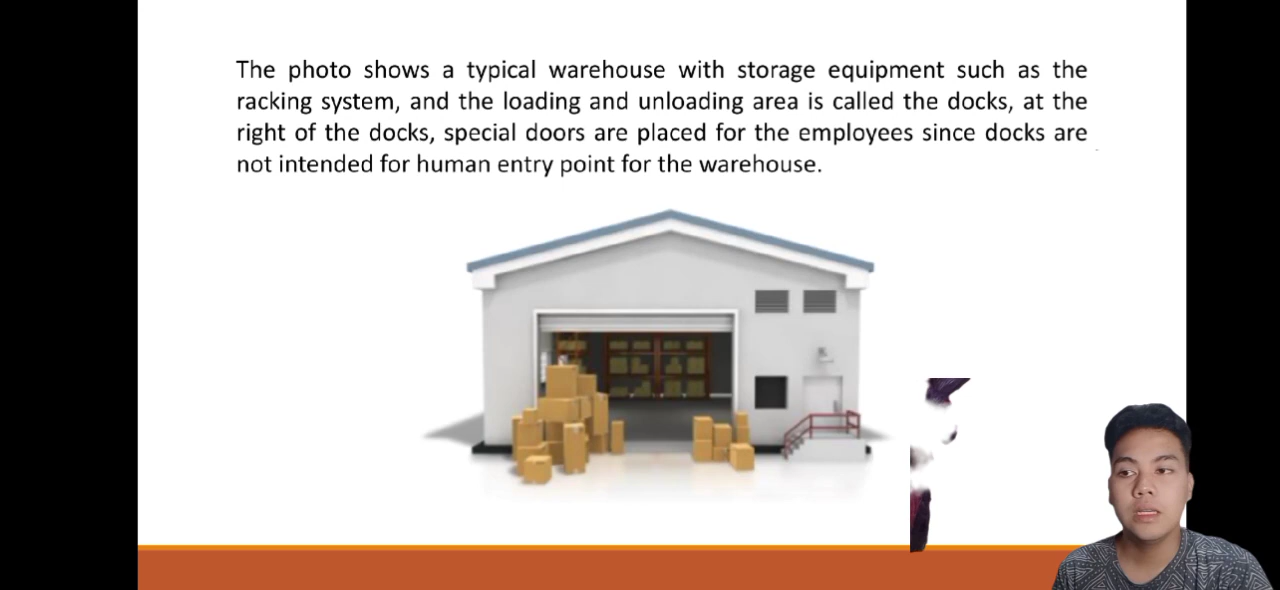 The photo shows a typical warehouse with storage equipment such as the
racking system, and the loading and unloading area is called the docks, at the
right of the docks, special doors are placed for the employees since docks are
not intended for human entry point for the warehouse.